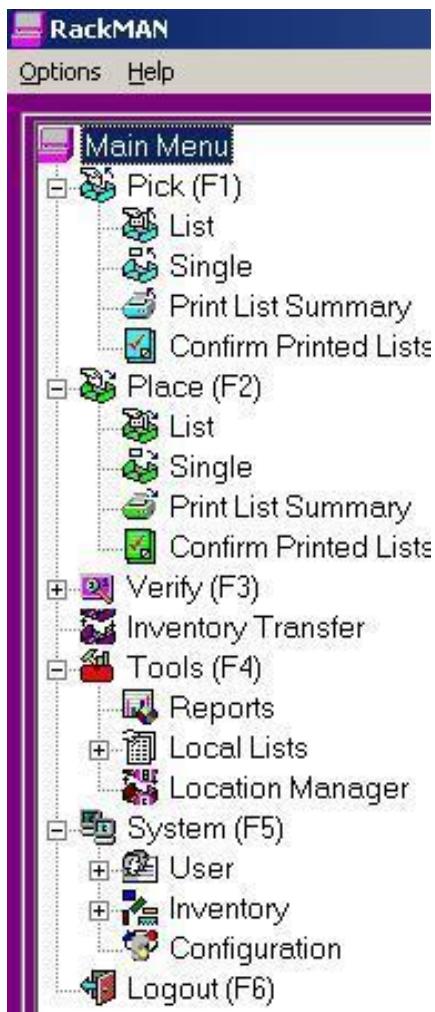 RackMAN
Options Help
Main Menu
Pick (F1)
List
Single
Print List Summary
Confirm Printed Lists
Place (F2)
List
Single
Print List Summary
Confirm Printed Lists
Verify (F3)
Inventory Transfer
Tools (F4)
Reports
Local Lists
Location Manager
System (F5)
User
Inventory
Configuration
Logout (F6)